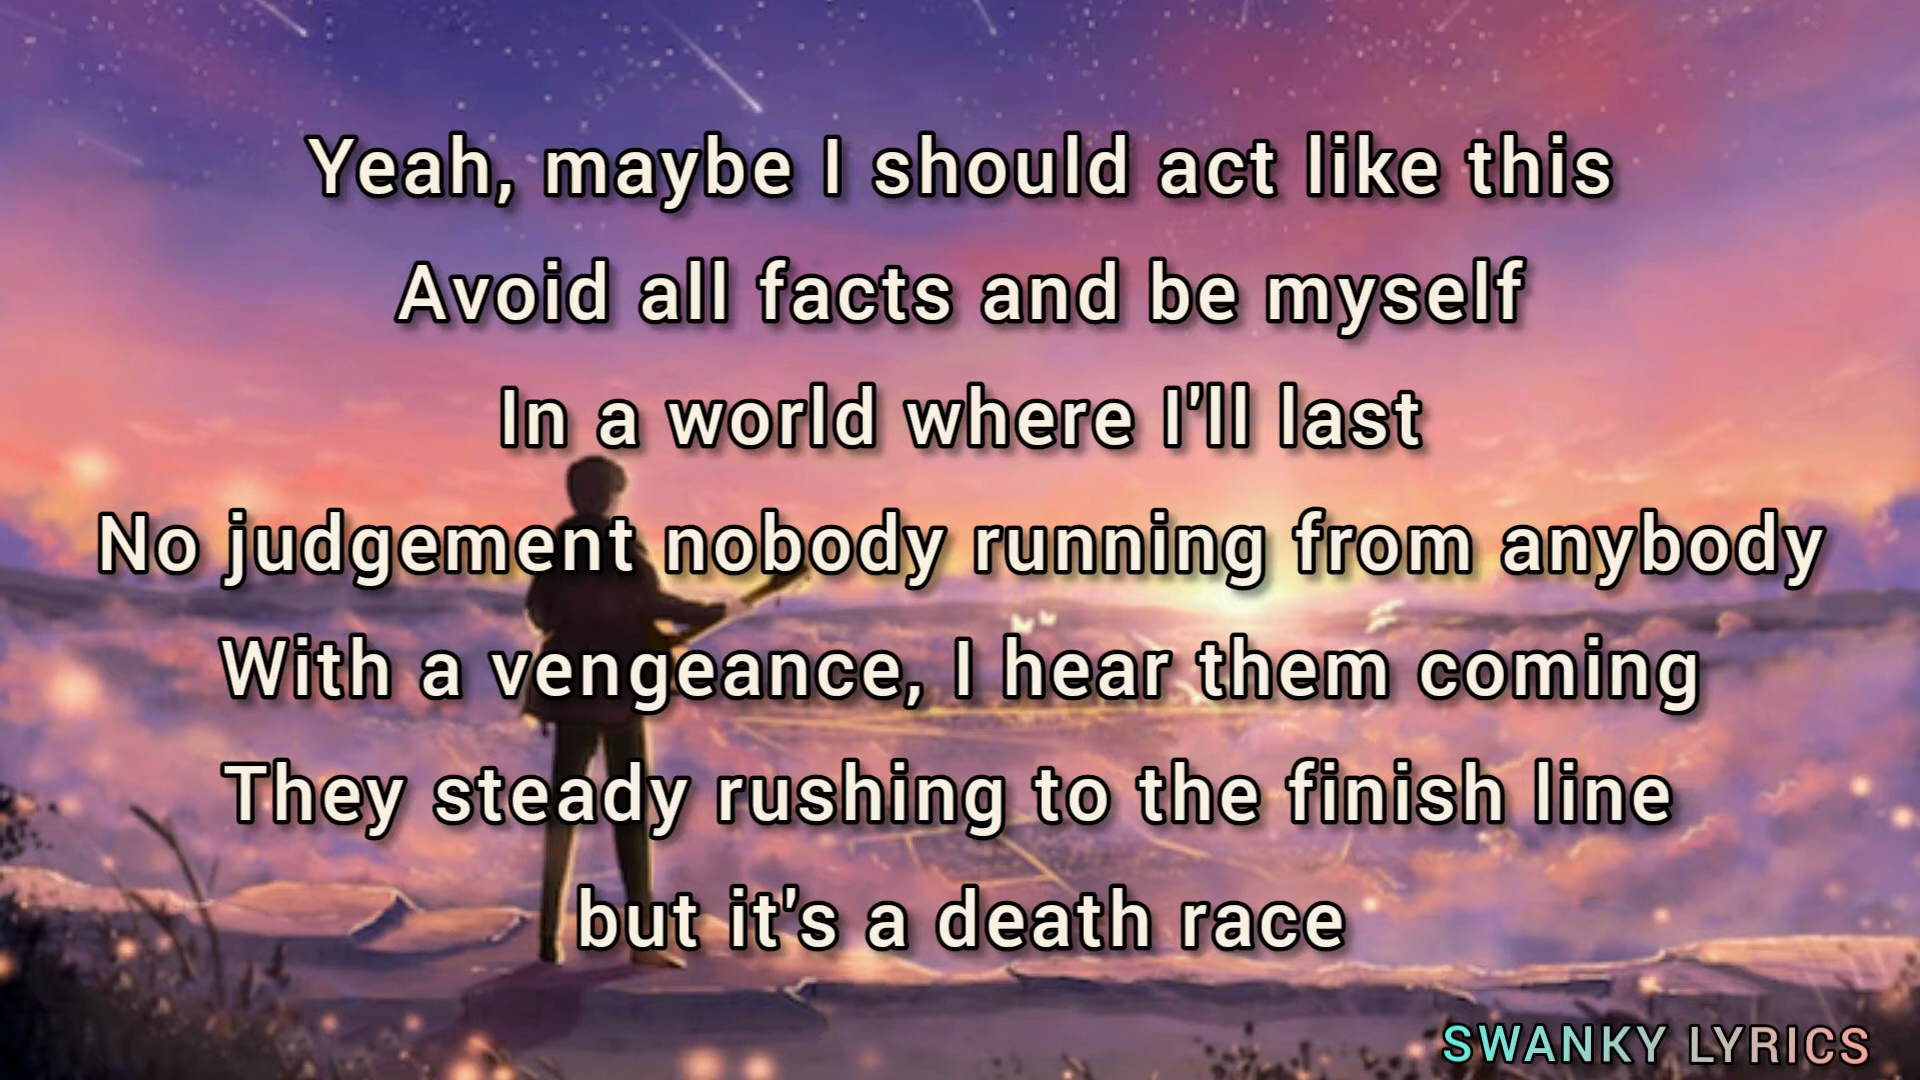 Yeah, maybe I should act like this
Avoid all facts and be myself
In a world where I'll last
No judgement nobody running from anybody
With a vengeance, I hear them coming
They steady rushing to the finish line
but it's a death race
SWANKY LYRICS